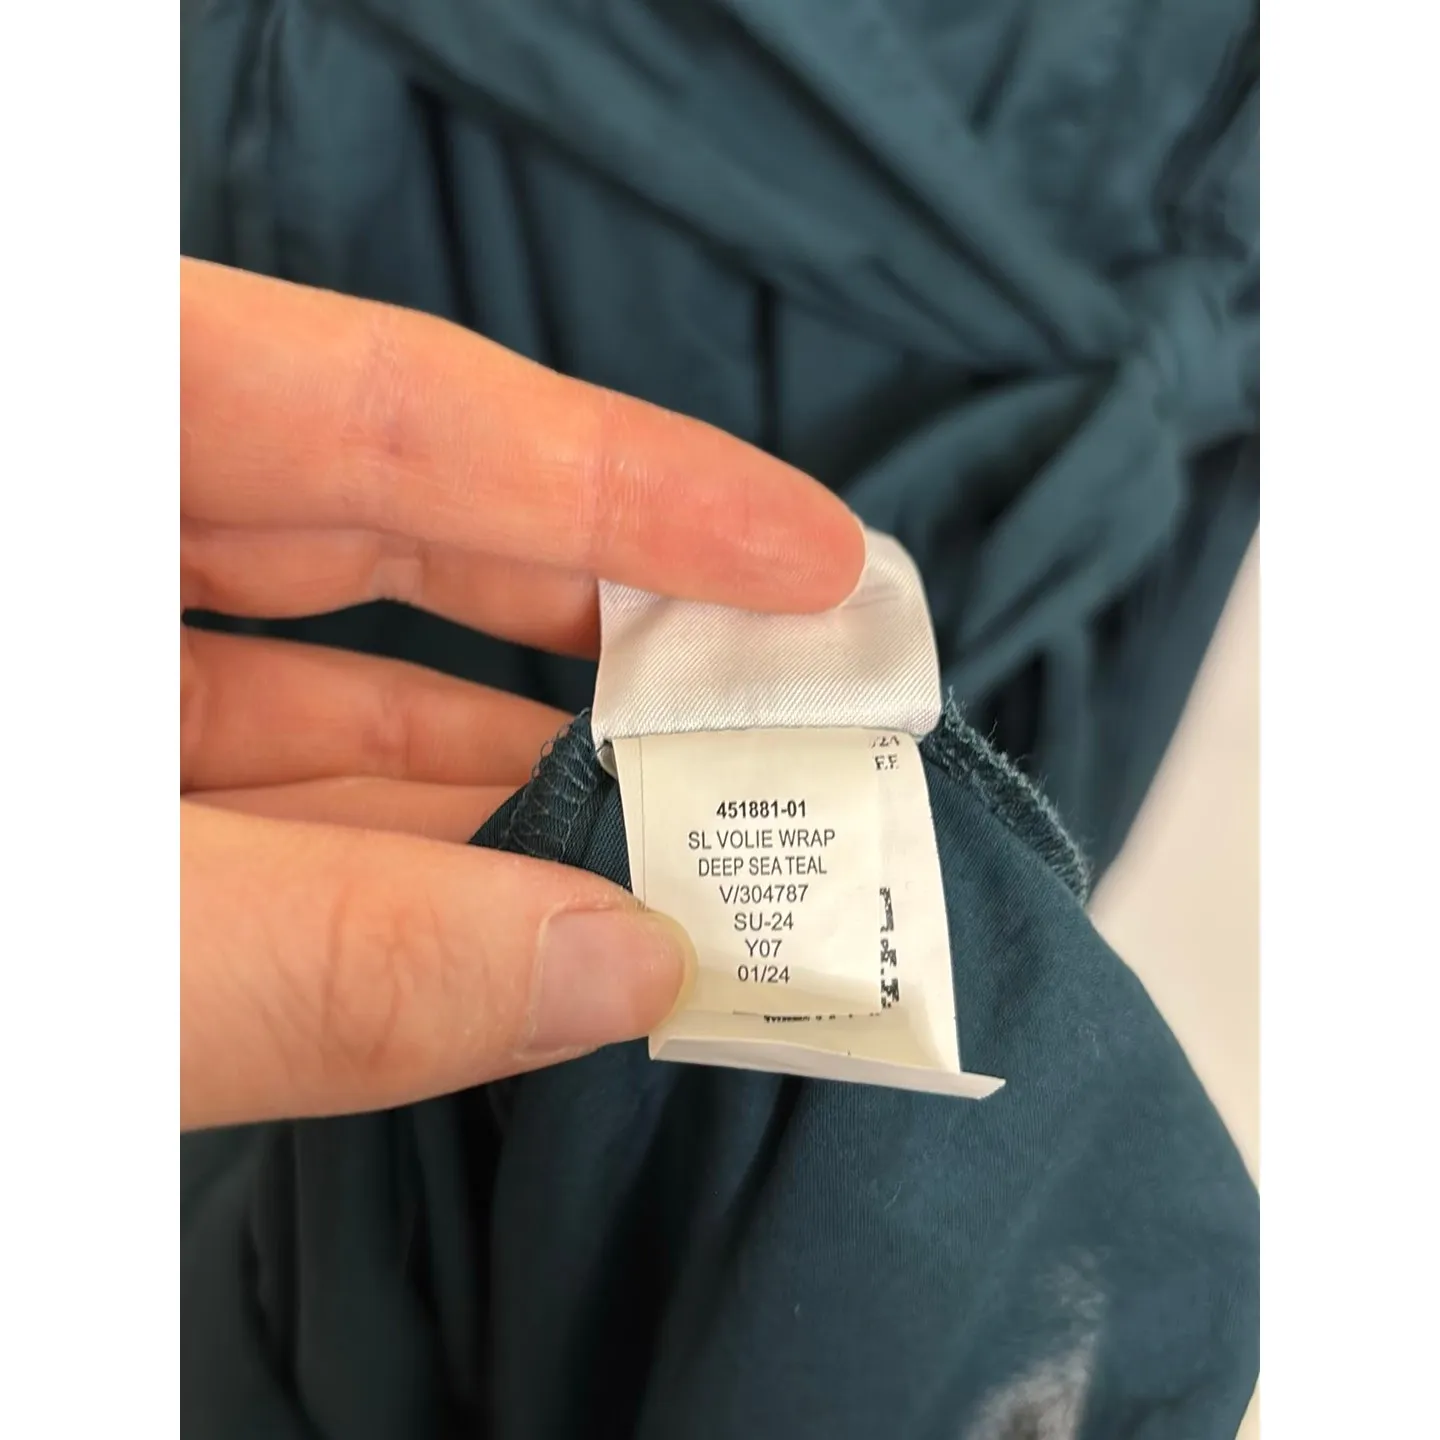 451881-01
SL VOLIE WRAP
DEEP SEA TEAL
V/304787
SU-24
Y07
01/24